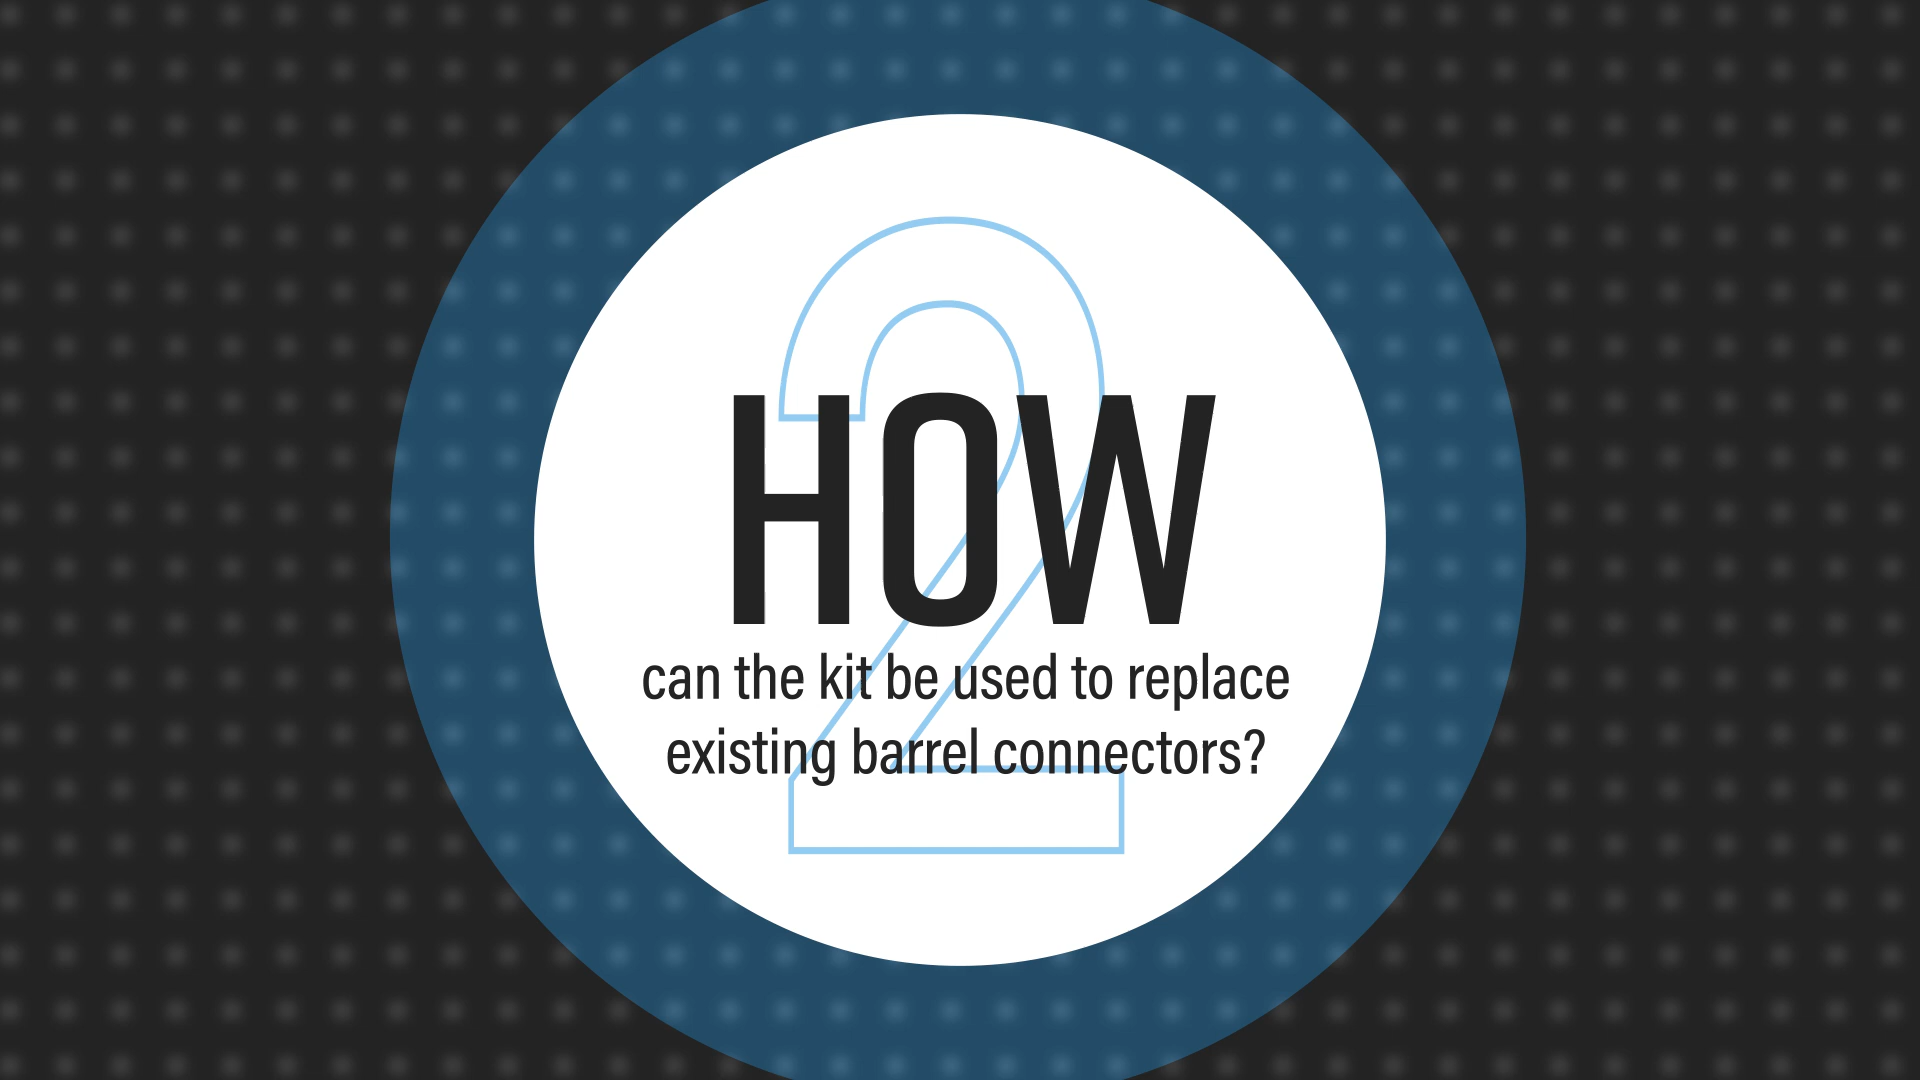 2
HOW
can the kit be used to replace
existing barrel connectors?